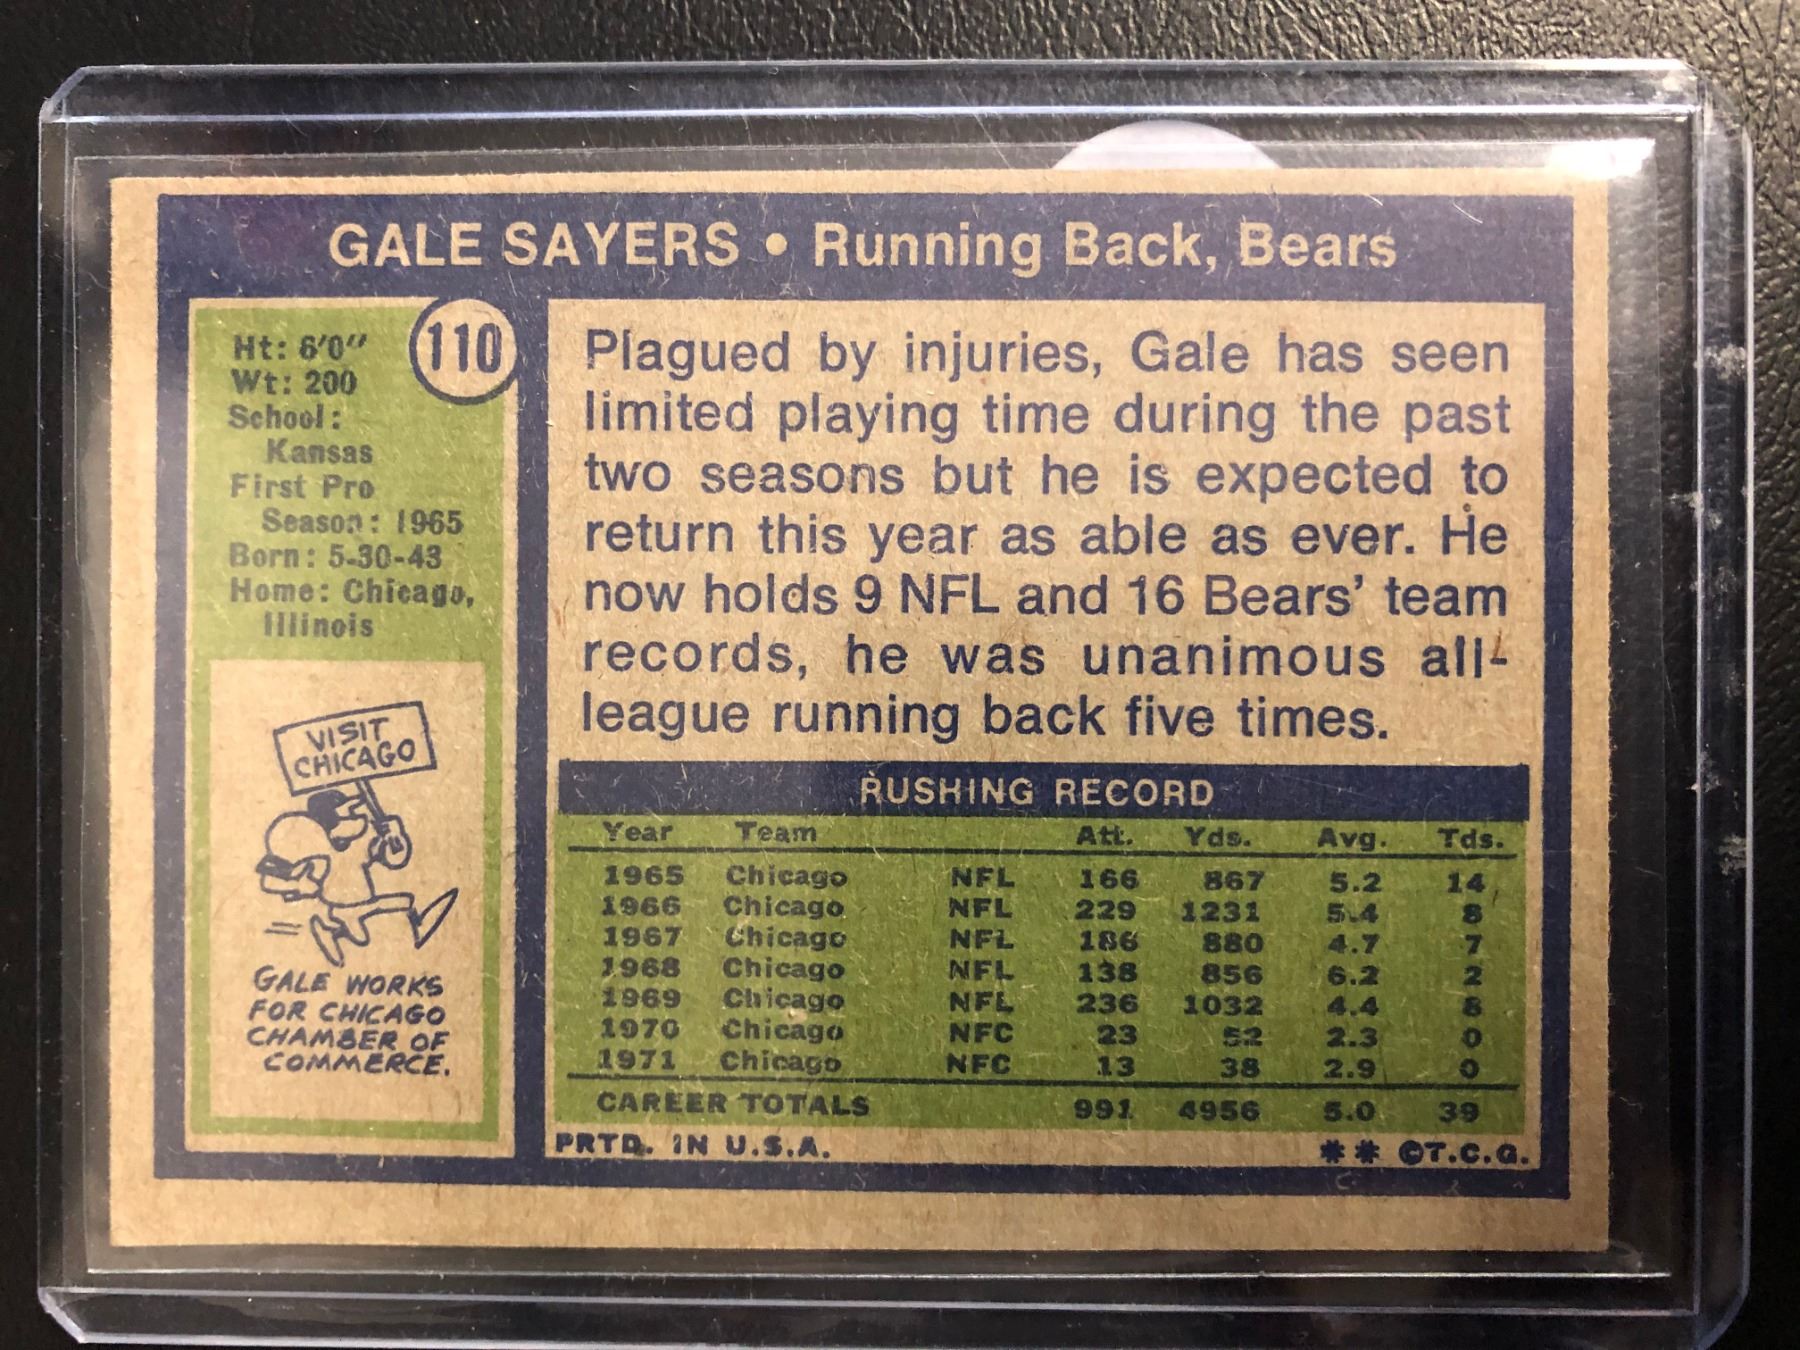 GALE SAYERS • Running Back, Bears
110
Ht: 6'0"
Wt: 200
School:
Kansas
First Pro
Season: 1965
Born: 5-30-43
Home: Chicago,
Illinois
VISIT
CHICAGO
GALE WORKS
FOR CHICAGO
CHAMBER OF
COMMERCE.
Plagued by injuries, Gale has seen
limited playing time during the past
two seasons but he is expected to
return this year as able as ever. He
now holds 9 NFL and 16 Bears' team
records, he was unanimous all-
league running back five times.
RUSHING RECORD
Year Team Att. Yds. Avg. Tds.
1965 Chicago NFL 166 867 5.2 14
1966 Chicago NFL 229 1231 5.4 8
1967 Chicago NFL 186 880 4.7 7
1968 Chicago NFL 138 856 6.2 2
1969 Chicago NFL 236 1032 4.4 8
1970 Chicago NFC 23 52 2.3 0
1971 Chicago NFC 13 38 2.9 0
CAREER TOTALS 991 4956 5.0 39
PRTD. IN U.S.A. ** ©T.C.G.